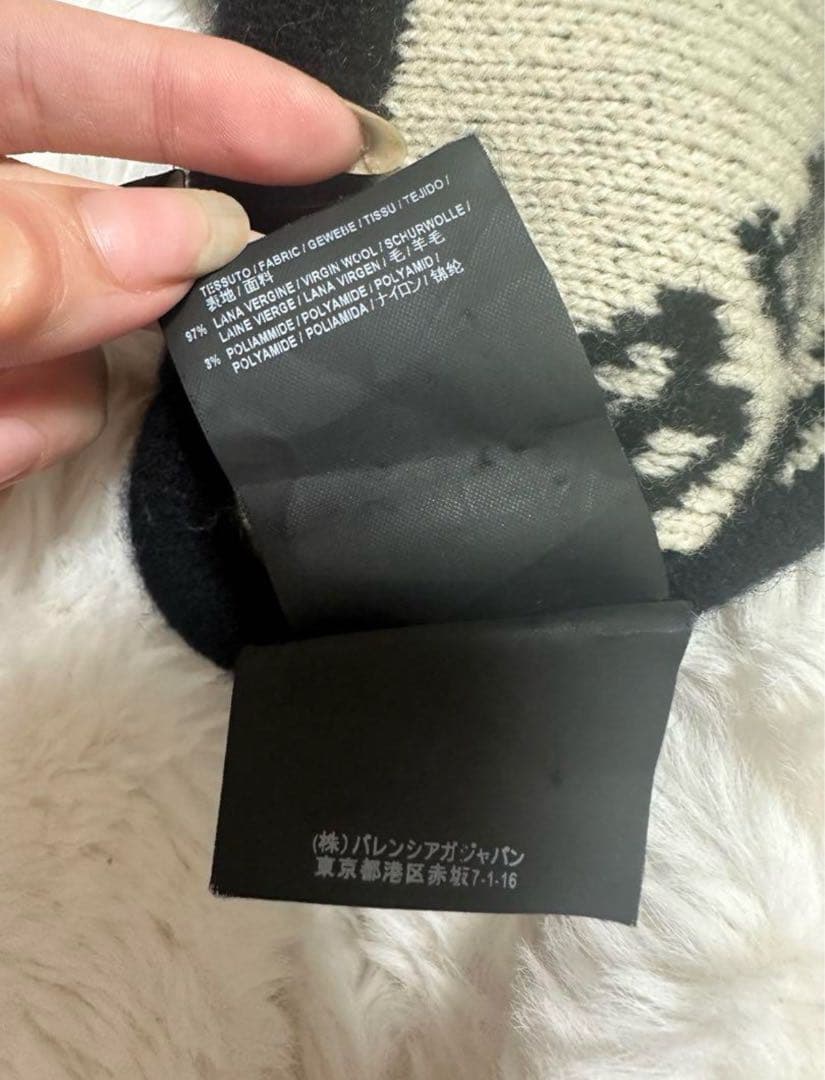 TESSUTO / FABRIC / GEWEBE / TISSU / TEJIDO /
表地 / 面料
97% LANA VERGINE / VIRGIN WOOL / SCHURWOLLE /
LAINE VIERGE / LANA VIRGEN / 毛 / 羊毛
3% POLIAMMIDE / POLYAMIDE / POLYAMID /
POLYAMIDE / POLIAMIDA / ナイロン / 锦纶
(株) バレンシアガジャパン
東京都港区赤坂7-1-16